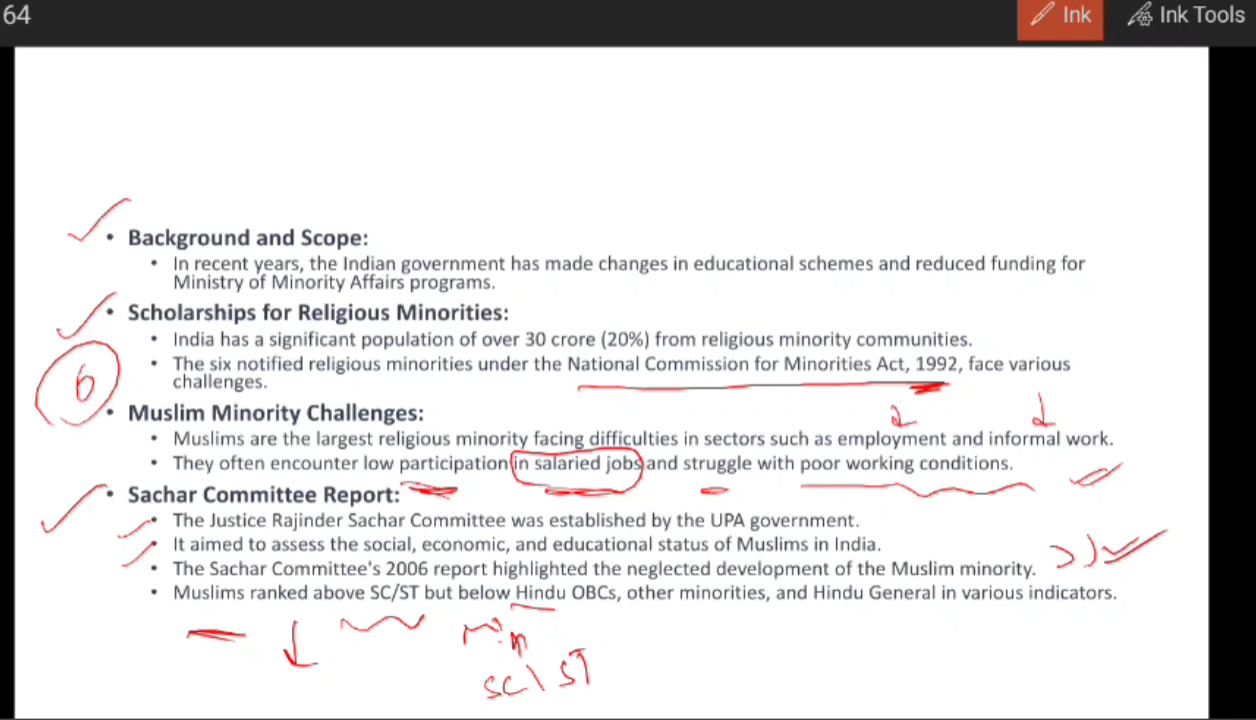 64
Ink
Ink Tools
• Background and Scope:
• In recent years, the Indian government has made changes in educational schemes and reduced funding for
Ministry of Minority Affairs programs.
• Scholarships for Religious Minorities:
• India has a significant population of over 30 crore (20%) from religious minority communities.
• The six notified religious minorities under the National Commission for Minorities Act, 1992, face various
challenges.
6
• Muslim Minority Challenges:
• Muslims are the largest religious minority facing difficulties in sectors such as employment and informal work.
• They often encounter low participation in salaried jobs and struggle with poor working conditions.
• Sachar Committee Report:
• The Justice Rajinder Sachar Committee was established by the UPA government.
• It aimed to assess the social, economic, and educational status of Muslims in India.
• The Sachar Committee's 2006 report highlighted the neglected development of the Muslim minority.
• Muslims ranked above SC/ST but below Hindu OBCs, other minorities, and Hindu General in various indicators.
SC\ST